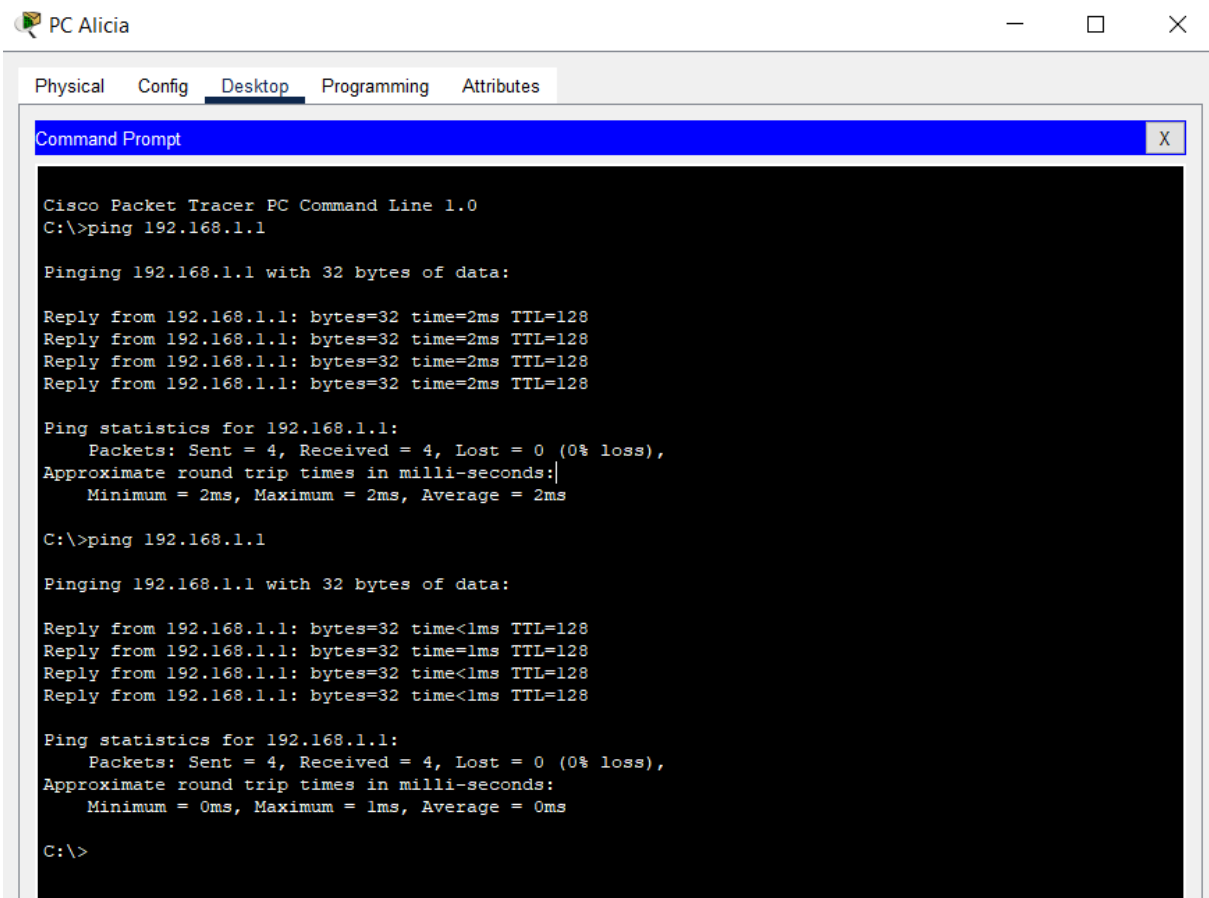 PC Alicia
Physical Config Desktop Programming Attributes
Command Prompt
X
Cisco Packet Tracer PC Command Line 1.0
C:\>ping 192.168.1.1
Pinging 192.168.1.1 with 32 bytes of data:
Reply from 192.168.1.1: bytes=32 time=2ms TTL=128
Reply from 192.168.1.1: bytes=32 time=2ms TTL=128
Reply from 192.168.1.1: bytes=32 time=2ms TTL=128
Reply from 192.168.1.1: bytes=32 time=2ms TTL=128
Ping statistics for 192.168.1.1:
Packets: Sent = 4, Received = 4, Lost = 0 (0% loss),
Approximate round trip times in milli-seconds:
Minimum = 2ms, Maximum = 2ms, Average = 2ms
C:\>ping 192.168.1.1
Pinging 192.168.1.1 with 32 bytes of data:
Reply from 192.168.1.1: bytes=32 time<1ms TTL=128
Reply from 192.168.1.1: bytes=32 time=1ms TTL=128
Reply from 192.168.1.1: bytes=32 time<1ms TTL=128
Reply from 192.168.1.1: bytes=32 time<1ms TTL=128
Ping statistics for 192.168.1.1:
Packets: Sent = 4, Received = 4, Lost = 0 (0% loss),
Approximate round trip times in milli-seconds:
Minimum = 0ms, Maximum = 1ms, Average = 0ms
C:\>